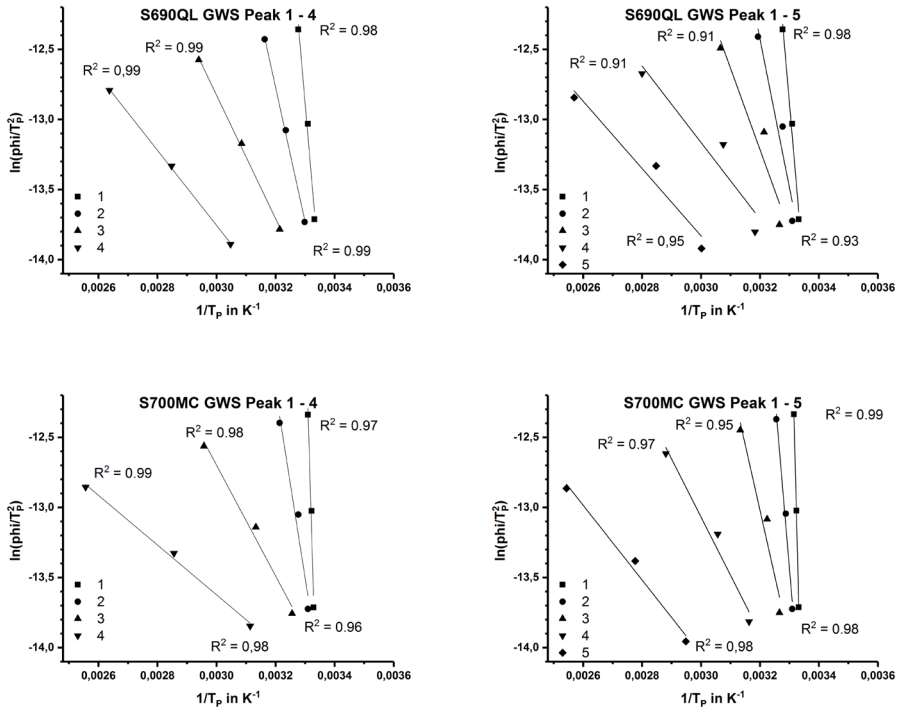 S690QL GWS Peak 1 - 4
R² = 0.98
R² = 0.99
R² = 0,99
R² = 0.99
-12,5
-13,0
-13,5
-14,0
ln(phi/T²P)
1
2
3
4
0,0026
0,0028
0,0030
0,0032
0,0034
0,0036
1/TP in K⁻¹
S690QL GWS Peak 1 - 5
R² = 0.98
R² = 0.91
R² = 0.91
R² = 0,95
R² = 0.93
-12,5
-13,0
-13,5
-14,0
ln(phi/T²P)
1
2
3
4
5
0,0026
0,0028
0,0030
0,0032
0,0034
0,0036
1/TP in K⁻¹
S700MC GWS Peak 1 - 4
R² = 0.97
R² = 0.98
R² = 0.99
R² = 0.96
R² = 0,98
-12,5
-13,0
-13,5
-14,0
ln(phi/T²P)
1
2
3
4
0,0026
0,0028
0,0030
0,0032
0,0034
0,0036
1/TP in K⁻¹
S700MC GWS Peak 1 - 5
R² = 0.99
R² = 0.95
R² = 0.97
R² = 0.98
R² = 0,98
-12,5
-13,0
-13,5
-14,0
ln(phi/T²P)
1
2
3
4
5
0,0026
0,0028
0,0030
0,0032
0,0034
0,0036
1/TP in K⁻¹